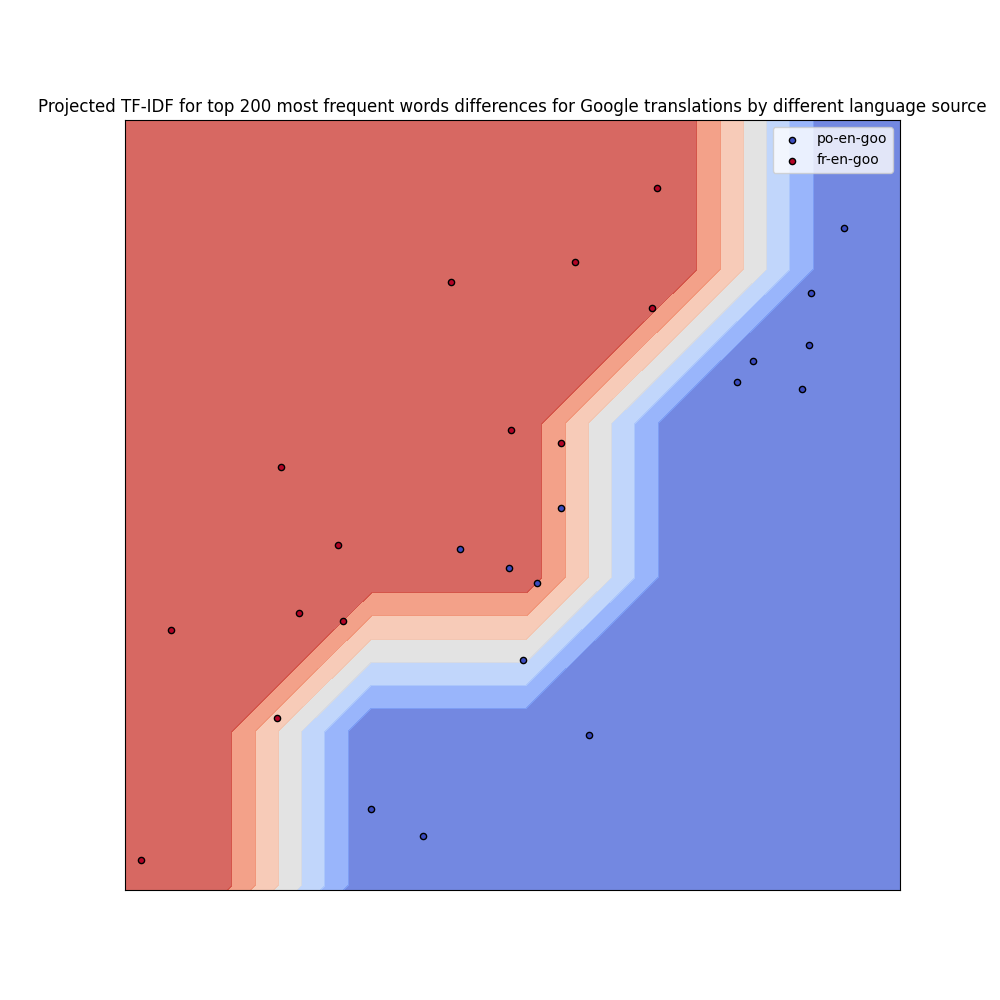 Projected TF-IDF for top 200 most frequent words differences for Google translations by different language source
po-en-goo
fr-en-goo